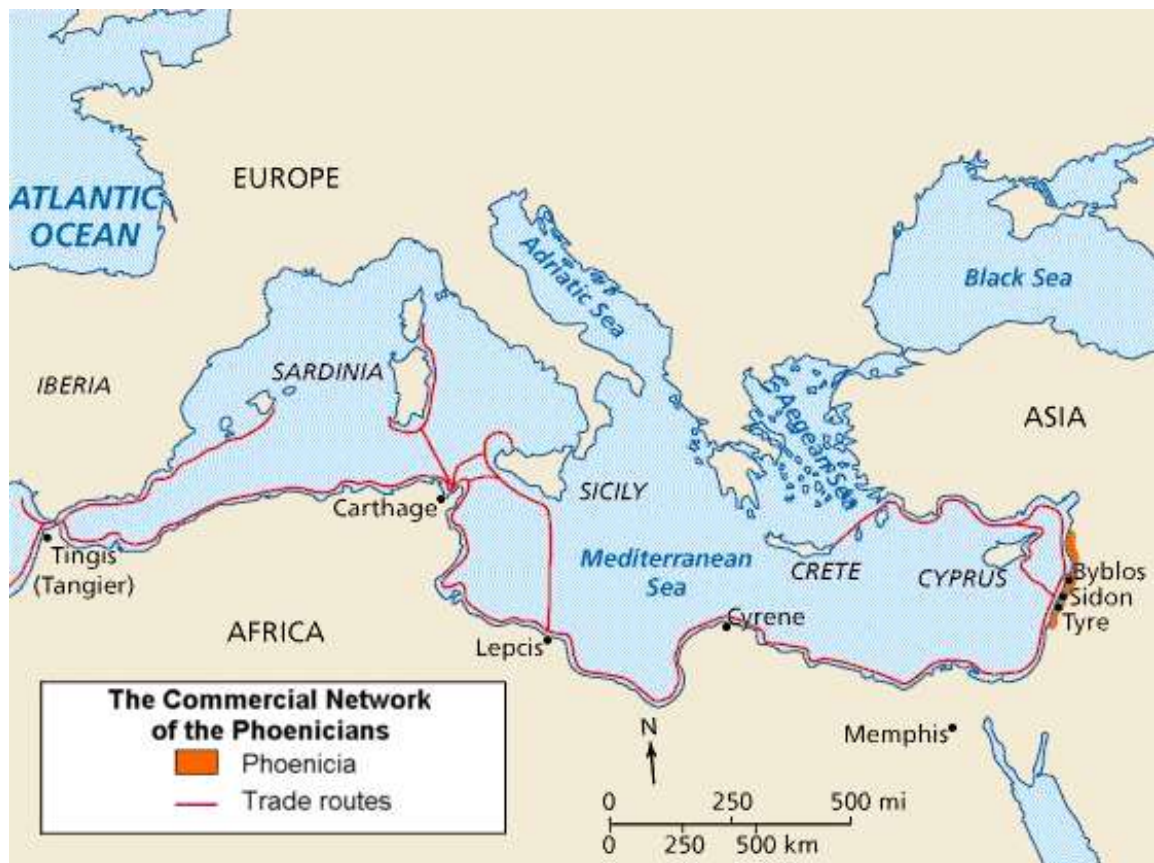 EUROPE
ATLANTIC
OCEAN
Adriatic Sea
Black Sea
SARDINIA
IBERIA
ASIA
Aegean Sea
SICILY
Carthage
Tingis
(Tangier)
Mediterranean
Sea
CRETE
CYPRUS
Byblos
Sidon
Tyre
Cyrene
AFRICA
Lepcis
Memphis
The Commercial Network
of the Phoenicians
Phoenicia
Trade routes
N
0 250 500 mi
0 250 500 km